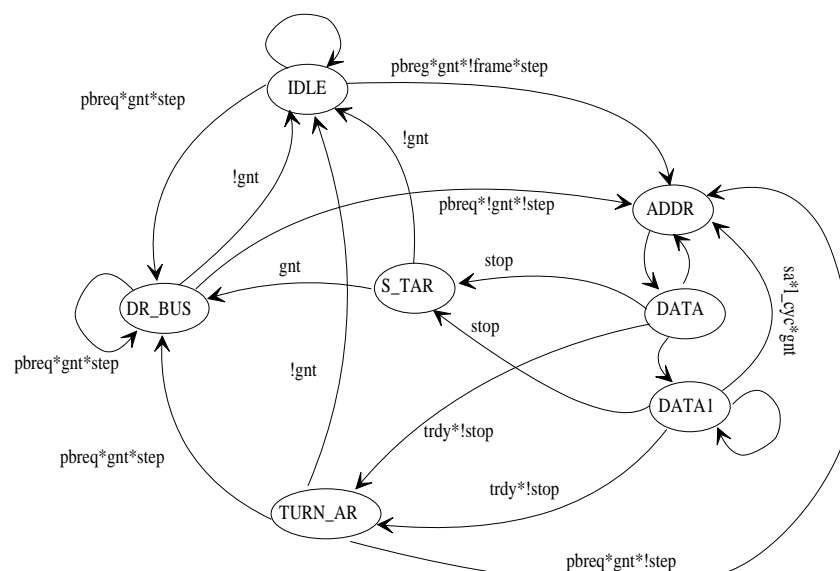 pbreg*gnt*!frame*step
IDLE
pbreq*gnt*step
!gnt
!gnt
pbreq*!gnt*!step
ADDR
stop
gnt
S_TAR
sa*l_cyc*gnt
DR_BUS
DATA
stop
pbreq*gnt*step
!gnt
DATA1
trdy*!stop
pbreq*gnt*step
trdy*!stop
TURN_AR
pbreq*gnt*!step